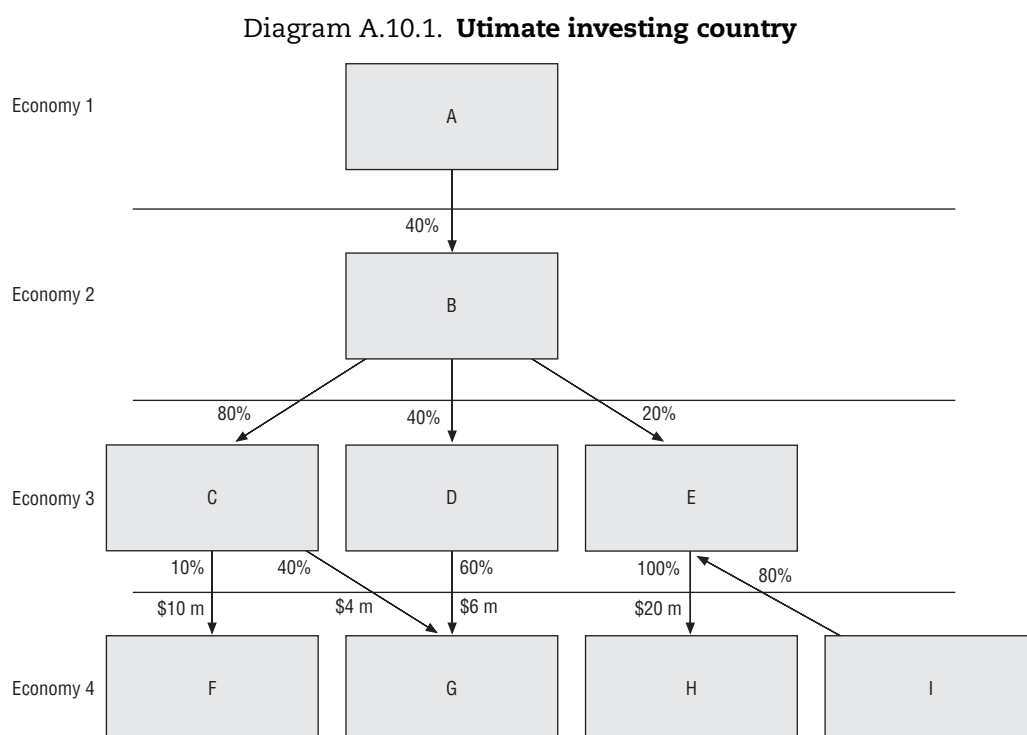 Diagram A.10.1. Utimate investing country
Economy 1
A
40%
Economy 2
B
80%
40%
20%
Economy 3
C
D
E
10%
40%
60%
100%
80%
$10 m
$4 m
$6 m
$20 m
Economy 4
F
G
H
I